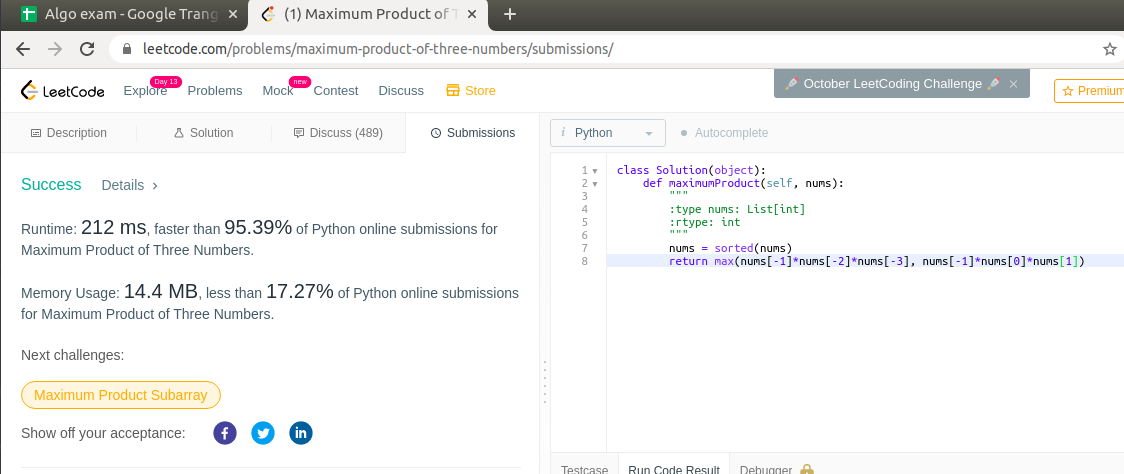 Algo exam - Google Trang
(1) Maximum Product of T
leetcode.com/problems/maximum-product-of-three-numbers/submissions/
LeetCode
Explore
Day 13
Problems
Mock
new
Contest
Discuss
Store
October LeetCoding Challenge
Premium
Description
Solution
Discuss (489)
Submissions
i Python
Autocomplete
Success Details
Runtime: 212 ms, faster than 95.39% of Python online submissions for
Maximum Product of Three Numbers.
Memory Usage: 14.4 MB, less than 17.27% of Python online submissions
for Maximum Product of Three Numbers.
Next challenges:
Maximum Product Subarray
Show off your acceptance:
1 class Solution(object):
2 def maximumProduct(self, nums):
3 """
4 :type nums: List[int]
5 :rtype: int
6 """
7 nums = sorted(nums)
8 return max(nums[-1]*nums[-2]*nums[-3], nums[-1]*nums[0]*nums[1])
Testcase Run Code Result Debugger